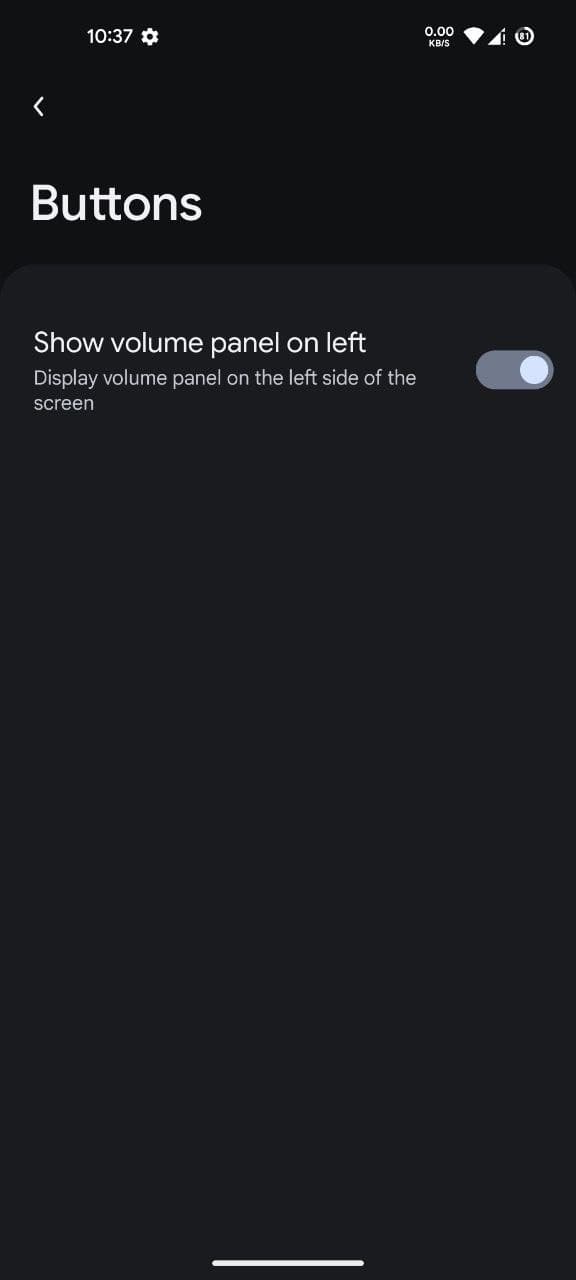 10:37
0.00
KB/S
81
Buttons
Show volume panel on left
Display volume panel on the left side of the
screen